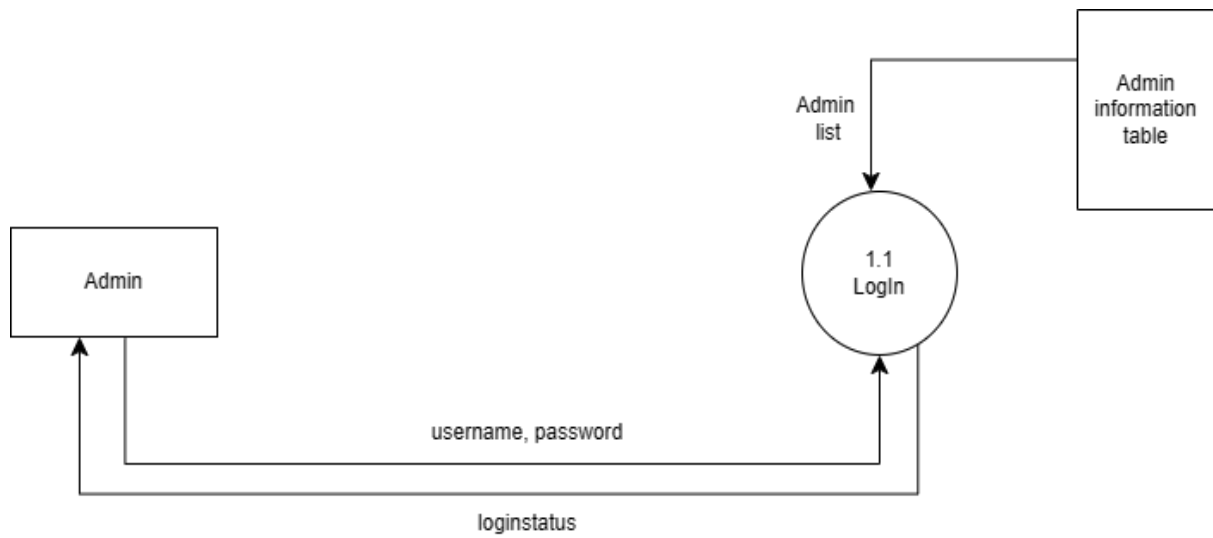 Admin
information
table
Admin
list
1.1
LogIn
Admin
username, password
loginstatus